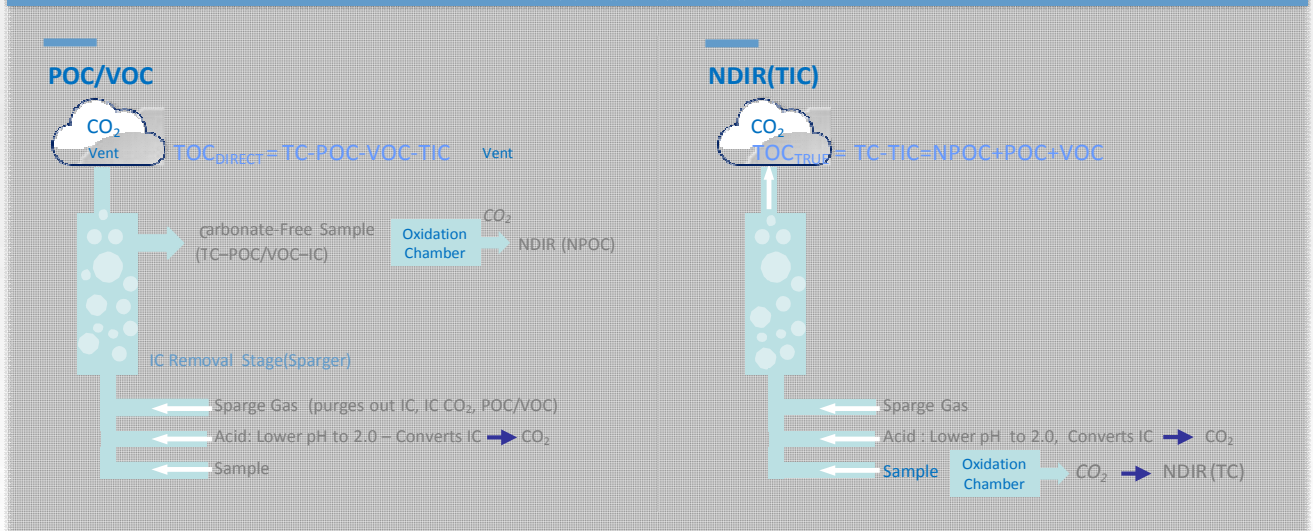 POC/VOC
CO₂
Vent
TOC_DIRECT = TC-POC-VOC-TIC
Vent
Carbonate-Free Sample
(TC–POC/VOC–IC)
Oxidation
Chamber
CO₂
NDIR (NPOC)
IC Removal Stage(Sparger)
Sparge Gas (purges out IC, IC CO₂, POC/VOC)
Acid: Lower pH to 2.0 – Converts IC → CO₂
Sample
NDIR(TIC)
CO₂
TOC_TRUE = TC-TIC=NPOC+POC+VOC
Sparge Gas
Acid : Lower pH to 2.0, Converts IC → CO₂
Sample
Oxidation
Chamber
CO₂ → NDIR (TC)